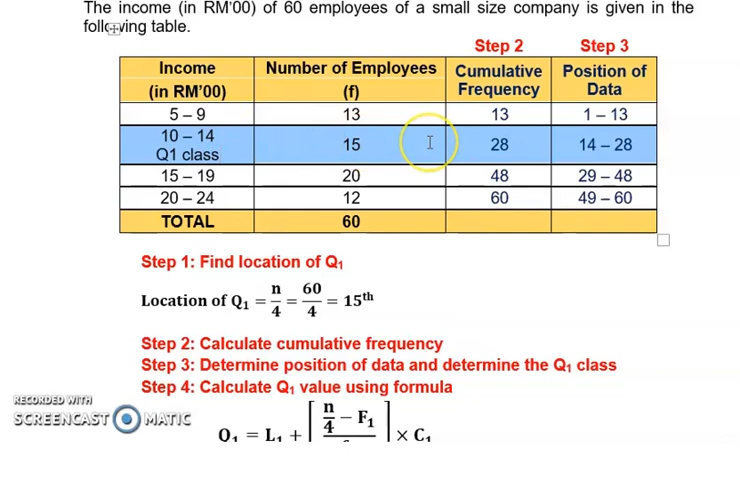 The income (in RM'00) of 60 employees of a small size company is given in the
following table.
Step 2 Step 3
Income Number of Employees Cumulative Position of
(in RM'00) (f) Frequency Data
5 – 9 13 13 1 – 13
10 – 14
Q1 class 15 28 14 – 28
15 – 19 20 48 29 – 48
20 – 24 12 60 49 – 60
TOTAL 60
Step 1: Find location of Q₁
Location of Q₁ = n/4 = 60/4 = 15ᵗʰ
Step 2: Calculate cumulative frequency
Step 3: Determine position of data and determine the Q₁ class
Step 4: Calculate Q₁ value using formula
RECORDED WITH
SCREENCAST-O-MATIC
Q₁ = L₁ + [n/4 − F₁] × C₁